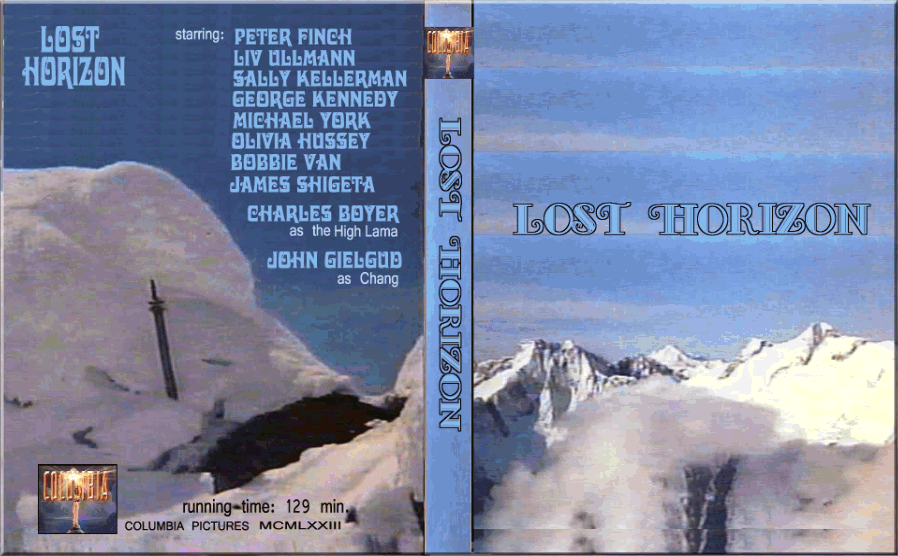 LOST
HORIZON
starring:
PETER FINCH
LIV ULLMANN
SALLY KELLERMAN
GEORGE KENNEDY
MICHAEL YORK
OLIVIA HUSSEY
BOBBIE VAN
JAMES SHIGETA
CHARLES BOYER
as the High Lama
JOHN GIELGUD
as Chang
COLUMBIA
running-time: 129 min.
COLUMBIA PICTURES MCMLXXIII
COLUMBIA
LOST HORIZON
LOST HORIZON